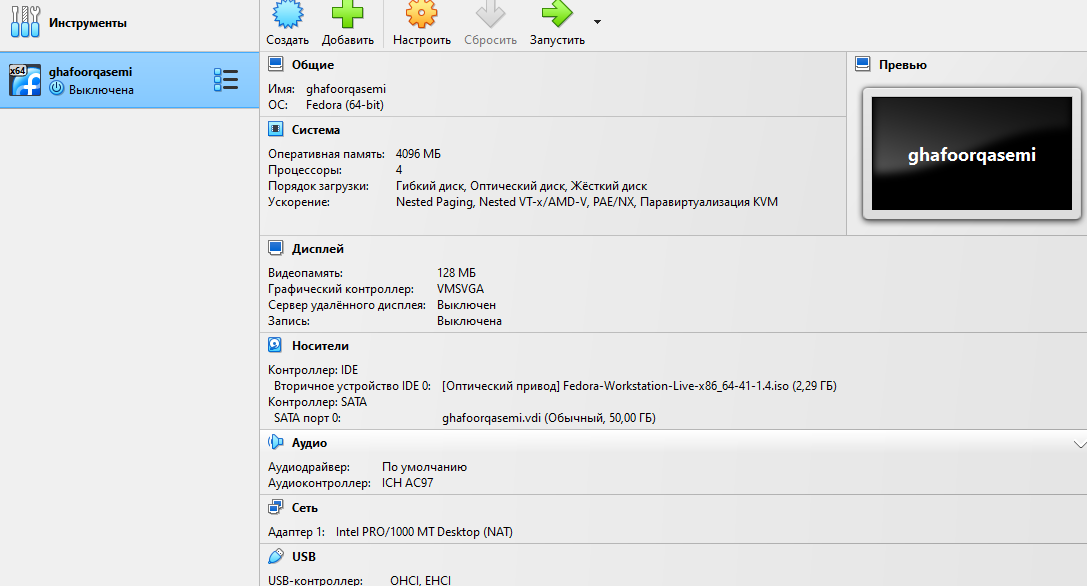 Инструменты
Создать Добавить Настроить Сбросить Запустить
x64 ghafoorqasemi
Выключена
Общие
Имя: ghafoorqasemi
ОС: Fedora (64-bit)
Превью
ghafoorqasemi
Система
Оперативная память: 4096 МБ
Процессоры: 4
Порядок загрузки: Гибкий диск, Оптический диск, Жёсткий диск
Ускорение: Nested Paging, Nested VT-x/AMD-V, PAE/NX, Паравиртуализация KVM
Дисплей
Видеопамять: 128 МБ
Графический контроллер: VMSVGA
Сервер удалённого дисплея: Выключен
Запись: Выключена
Носители
Контроллер: IDE
Вторичное устройство IDE 0: [Оптический привод] Fedora-Workstation-Live-x86_64-41-1.4.iso (2,29 ГБ)
Контроллер: SATA
SATA порт 0: ghafoorqasemi.vdi (Обычный, 50,00 ГБ)
Аудио
Аудиодрайвер: По умолчанию
Аудиоконтроллер: ICH AC97
Сеть
Адаптер 1: Intel PRO/1000 MT Desktop (NAT)
USB
USB-контроллер: OHCI, EHCI